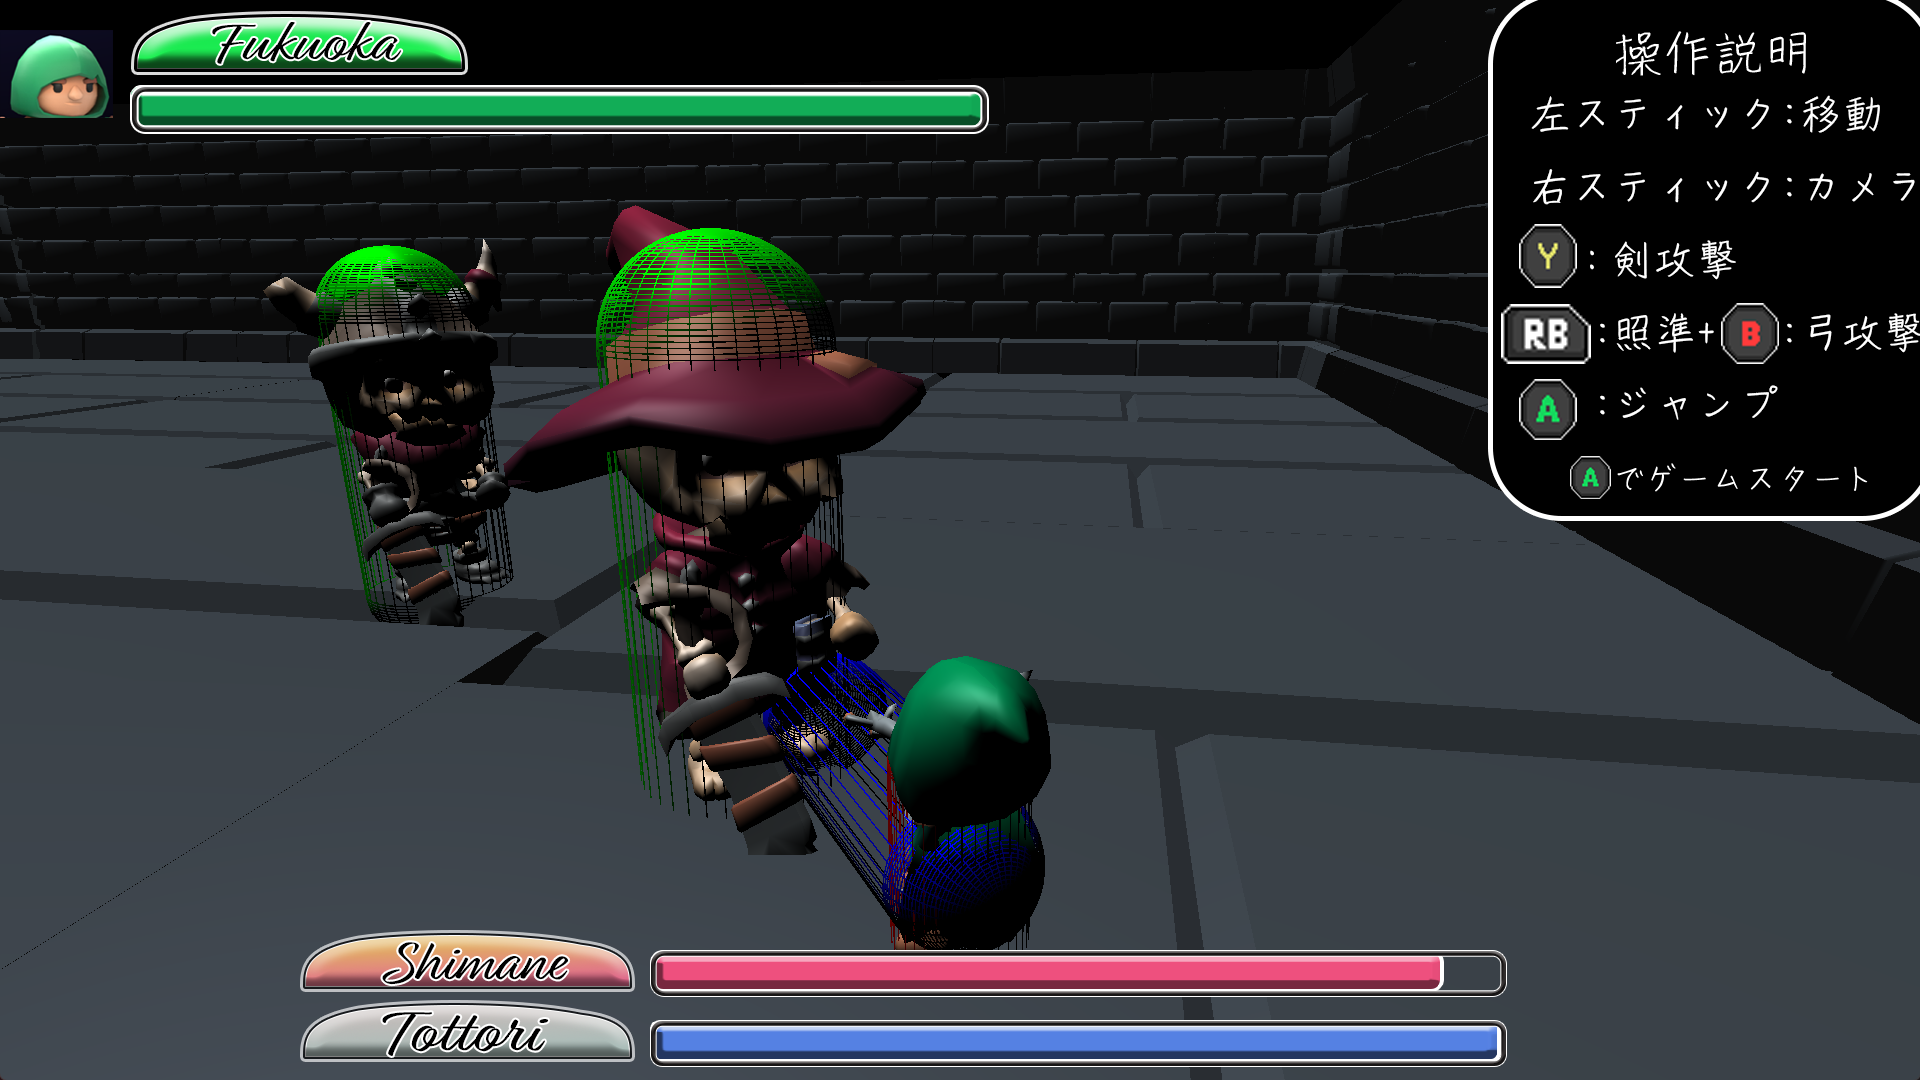 Fukuoka
操作説明
左スティック:移動
右スティック:カメラ
Y:剣攻撃
RB:照準+B:弓攻撃
A:ジャンプ
Aでゲームスタート
Shimane
Tottori